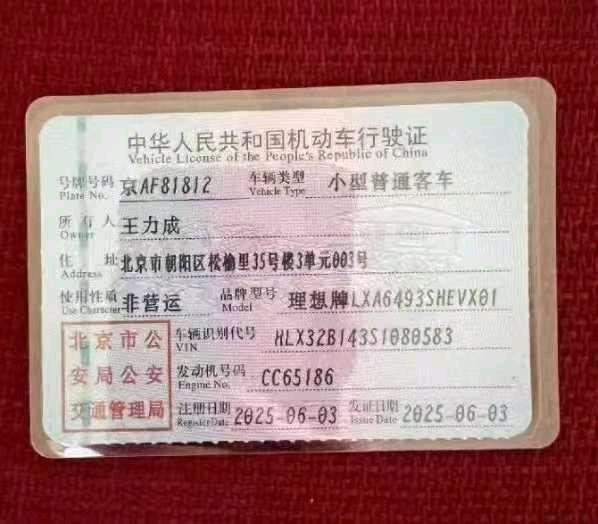 中华人民共和国机动车行驶证
Vehicle License of the People's Republic of China
号牌号码 京AF81812 车辆类型 小型普通客车
Plate No. Vehicle Type
所有人 王力成
Owner
住址 北京市朝阳区松榆里35号楼3单元003号
Address
使用性质 非营运 品牌型号 理想牌LXA6493SHEVX01
Use Character Model
北京市公 车辆识别代号 HLX32B143S1080583
VIN
安局公安 发动机号码 CC65186
Engine No.
交通管理局 注册日期 2025-06-03 发证日期 2025-06-03
Register Date Issue Date